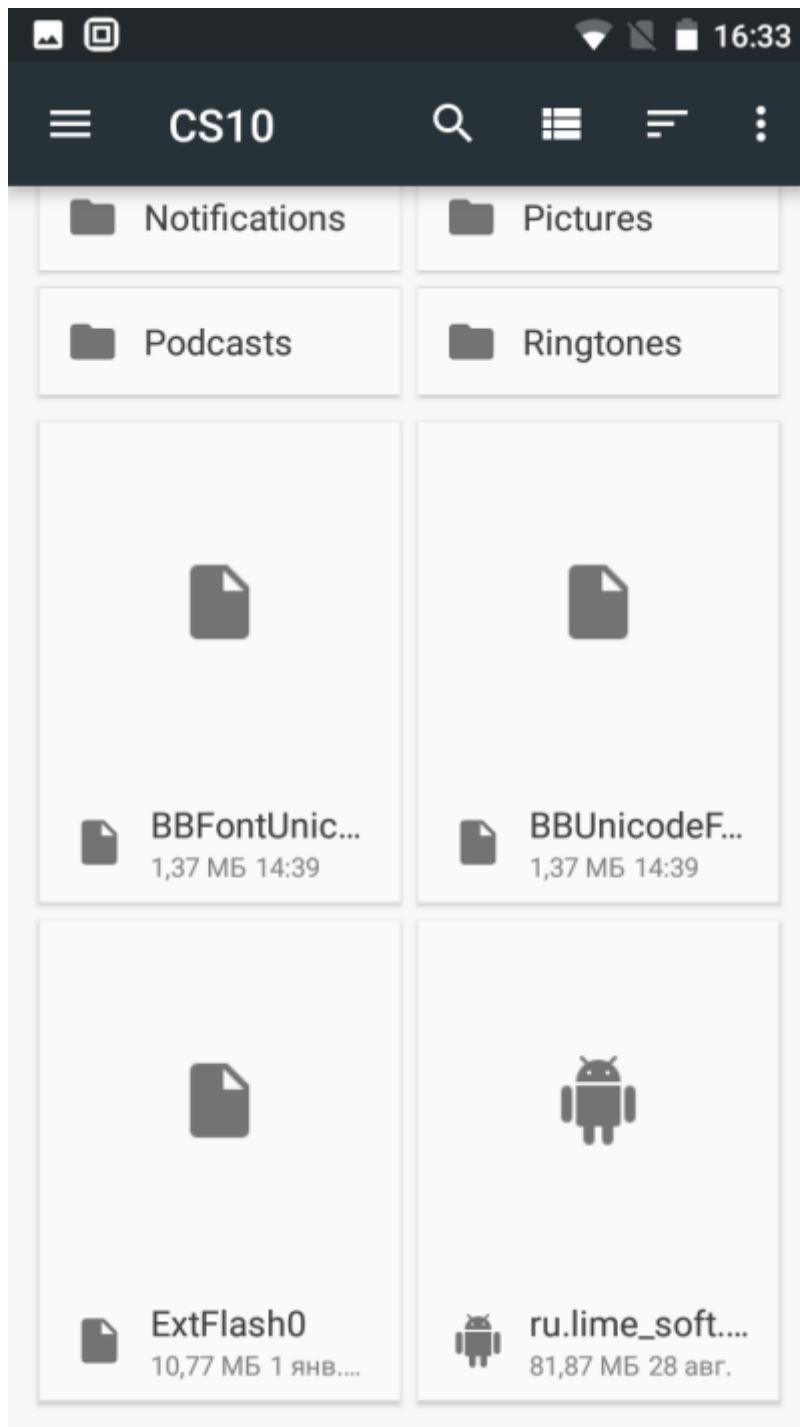 16:33
CS10
Notifications
Pictures
Podcasts
Ringtones
BBFontUnic...
1,37 МБ 14:39
BBUnicodeF...
1,37 МБ 14:39
ExtFlash0
10,77 МБ 1 янв....
ru.lime_soft....
81,87 МБ 28 авг.